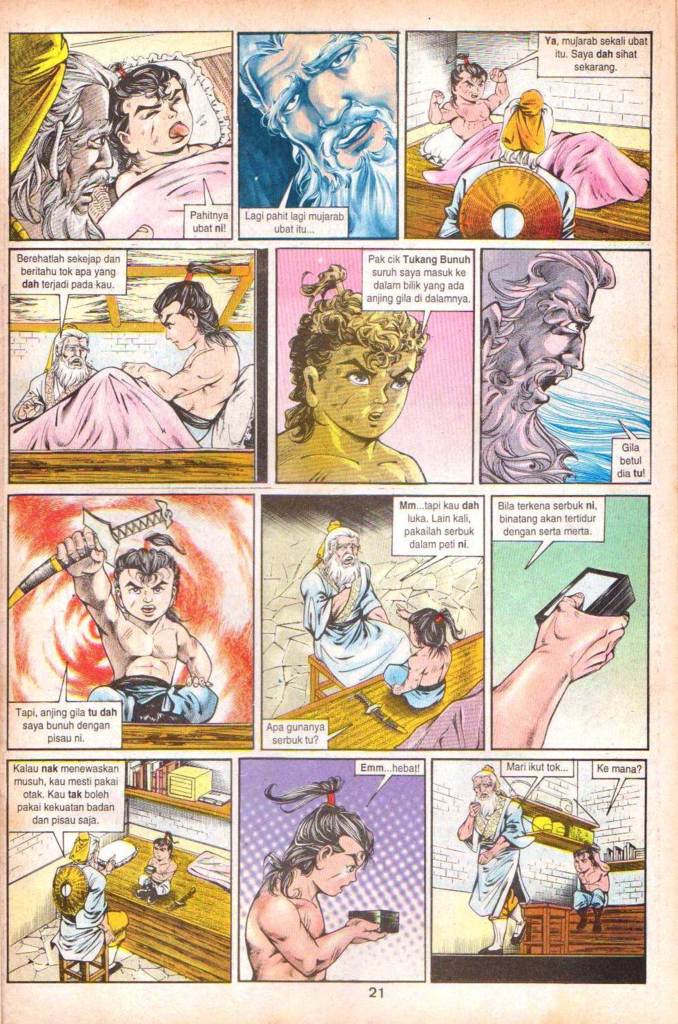 Pahitnya
ubat ni!
Lagi pahit lagi mujarab
ubat itu...
Ya, mujarab sekali ubat
itu. Saya dah sihat
sekarang.
Berehatlah sekejap dan
beritahu tok apa yang
dah terjadi pada kau.
Pak cik Tukang Bunuh
suruh saya masuk ke
dalam bilik yang ada
anjing gila di dalamnya.
Gila
betul
dia tu!
Tapi, anjing gila tu dah
saya bunuh dengan
pisau ni.
Mm...tapi kau dah
luka. Lain kali,
pakailah serbuk
dalam peti ni.
Apa gunanya
serbuk tu?
Bila terkena serbuk ni,
binatang akan tertidur
dengan serta merta.
Kalau nak menewaskan
musuh, kau mesti pakai
otak. Kau tak boleh
pakai kekuatan badan
dan pisau saja.
Emm...hebat!
Mari ikut tok...
Ke mana?
21